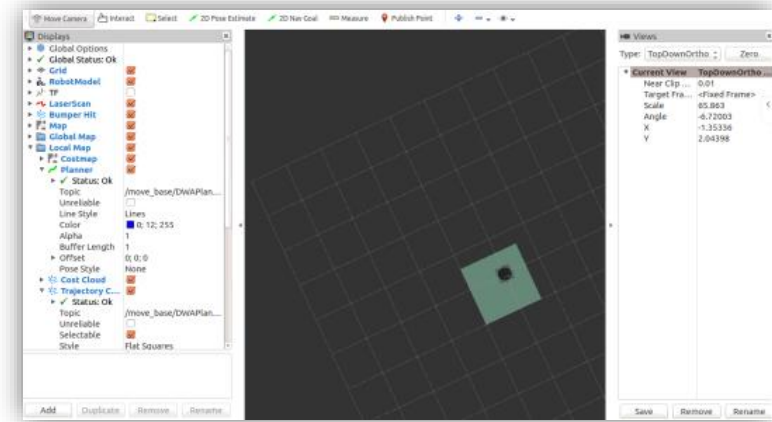 Move Camera Interact Select 2D Pose Estimate 2D Nav Goal Measure Publish Point
Displays
Global Options
Global Status: Ok
Grid
RobotModel
TF
LaserScan
Bumper Hit
Map
Global Map
Local Map
Costmap
Planner
Status: Ok
Topic /move_base/DWAPlan...
Unreliable
Line Style Lines
Color 0; 12; 255
Alpha 1
Buffer Length 1
Offset 0; 0; 0
Pose Style None
Cost Cloud
Trajectory C...
Status: Ok
Topic /move_base/DWAPlan...
Unreliable
Selectable
Style Flat Squares
Add Duplicate Remove Rename
Views
Type: TopDownOrtho Zero
Current View TopDownOrtho ...
Near Clip ... 0.01
Target Fra... <Fixed Frame>
Scale 65.863
Angle -6.72003
X -1.35336
Y 2.04398
Save Remove Rename